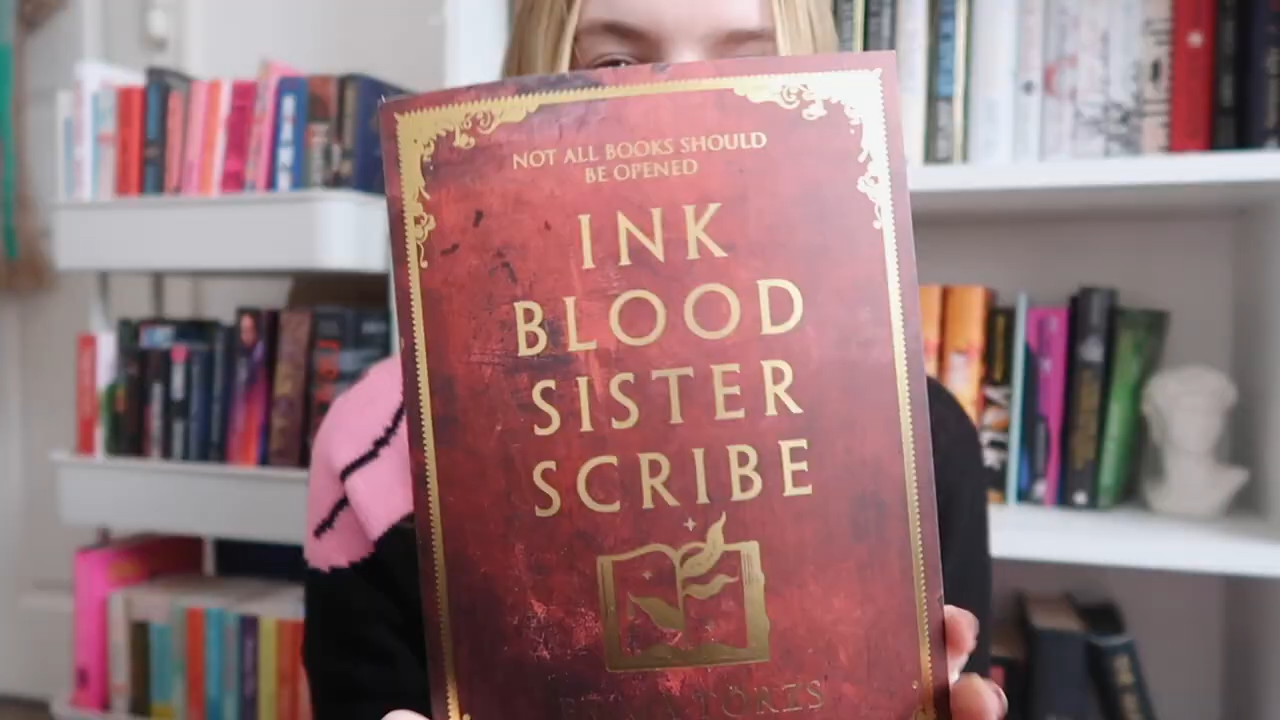 NOT ALL BOOKS SHOULD
BE OPENED
INK
BLOOD
SISTER
SCRIBE